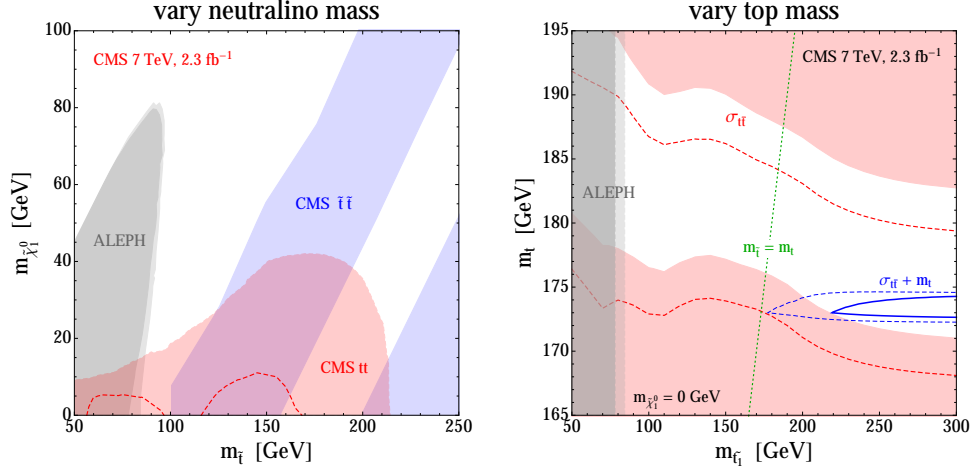 vary neutralino mass
CMS 7 TeV, 2.3 fb⁻¹
100
80
60
40
20
0
m_χ̃₁⁰ [GeV]
ALEPH
CMS t̃ t̃
CMS tt
50
100
150
200
250
m_t̃ [GeV]
vary top mass
CMS 7 TeV, 2.3 fb⁻¹
195
190
185
180
175
170
165
m_t [GeV]
σ_tt̄
ALEPH
m_t̃ = m_t
σ_tt̄ + m_t
m_χ̃₁⁰ = 0 GeV
50
100
150
200
250
300
m_t̃₁ [GeV]